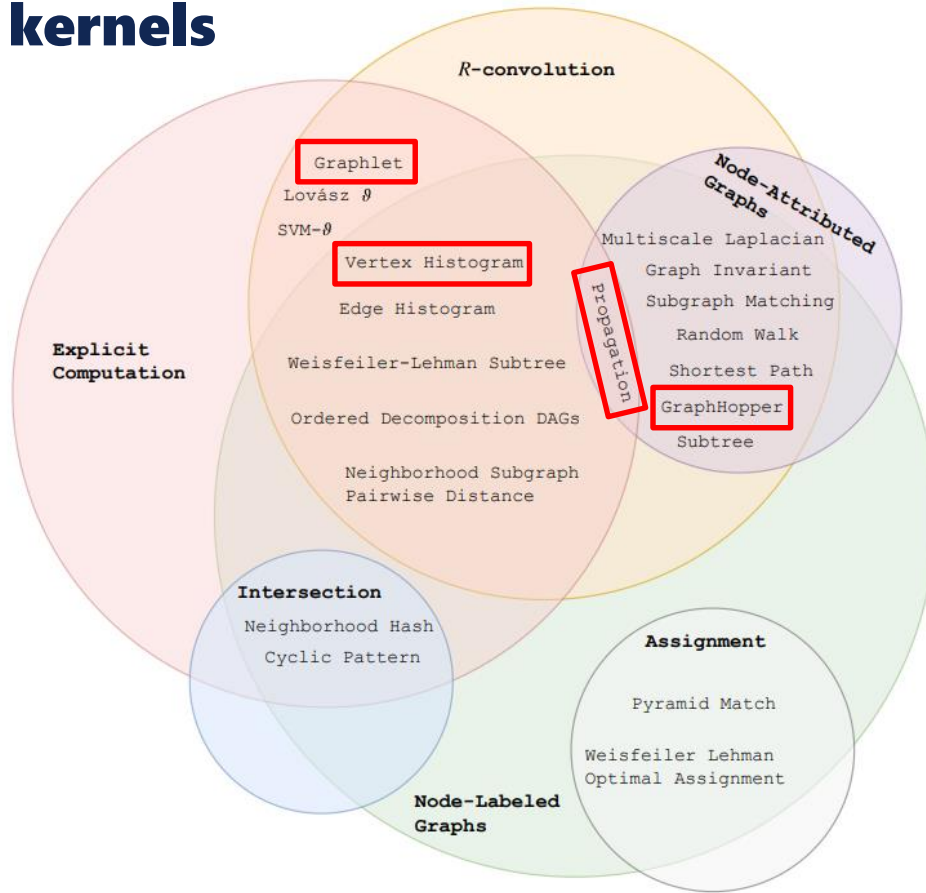 kernels
R-convolution
Graphlet
Lovász ϑ
SVM-ϑ
Vertex Histogram
Edge Histogram
Weisfeiler-Lehman Subtree
Ordered Decomposition DAGs
Neighborhood Subgraph
Pairwise Distance
Explicit
Computation
Node-Attributed
Graphs
Multiscale Laplacian
Graph Invariant
Subgraph Matching
Random Walk
Shortest Path
GraphHopper
Subtree
Propagation
Intersection
Neighborhood Hash
Cyclic Pattern
Assignment
Pyramid Match
Weisfeiler Lehman
Optimal Assignment
Node-Labeled
Graphs